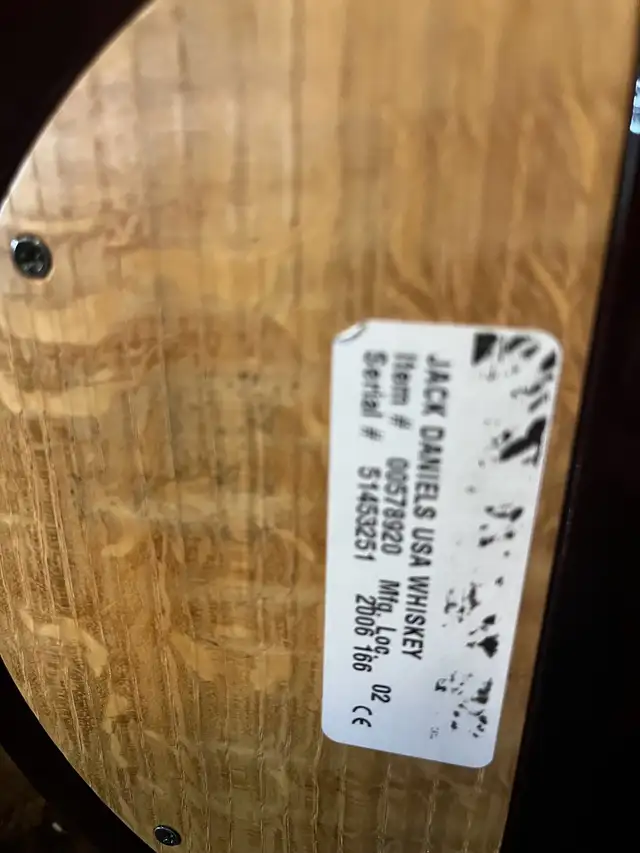 JACK DANIELS USA WHISKEY
Item # 00578920 Mfg. Loc. 02
Serial # 51453251 2006 166 CE